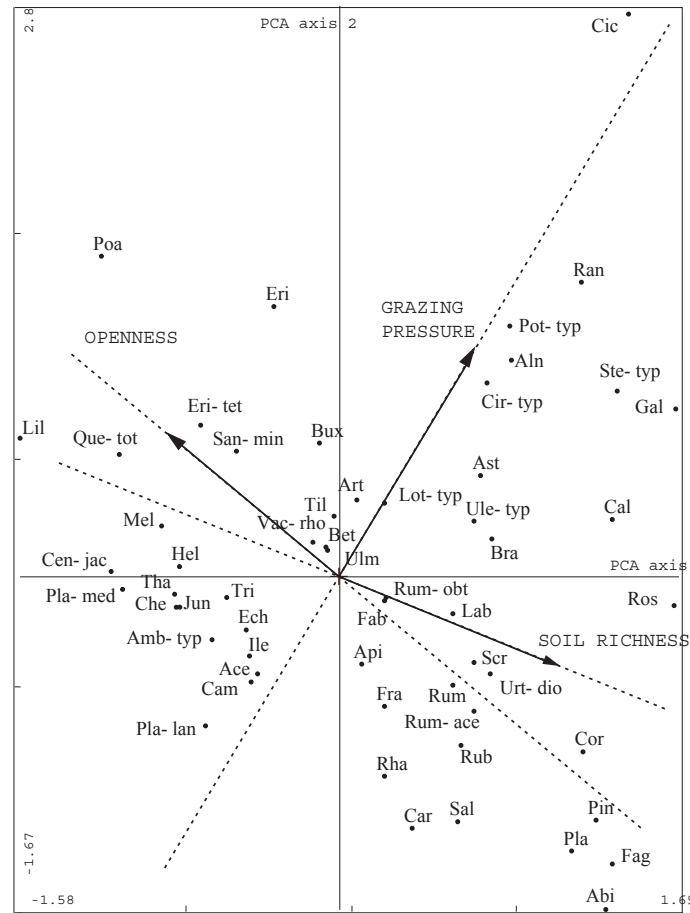 2.8
PCA axis 2
Cic
Poa
Ran
Eri
GRAZING
PRESSURE
Pot- typ
OPENNESS
Aln
Ste- typ
Cir- typ
Gal
Eri- tet
Lil
Que- tot
San- min
Bux
Ast
Art
Lot- typ
Til
Ule- typ
Cal
Mel
Vac- rho
Bet
Bra
Hel
Ulm
Cen- jac
PCA axis
Tha
Rum- obt
Pla- med
Che
Jun
Tri
Ros
Fab
Lab
Ech
Amb- typ
SOIL RICHNESS
Ile
Api
Scr
Ace
Cam
Urt- dio
Fra
Rum
Pla- lan
Rum- ace
Cor
Rub
Rha
Pin
Car
Sal
Pla
Fag
-1.67
Abi
-1.58
1.69